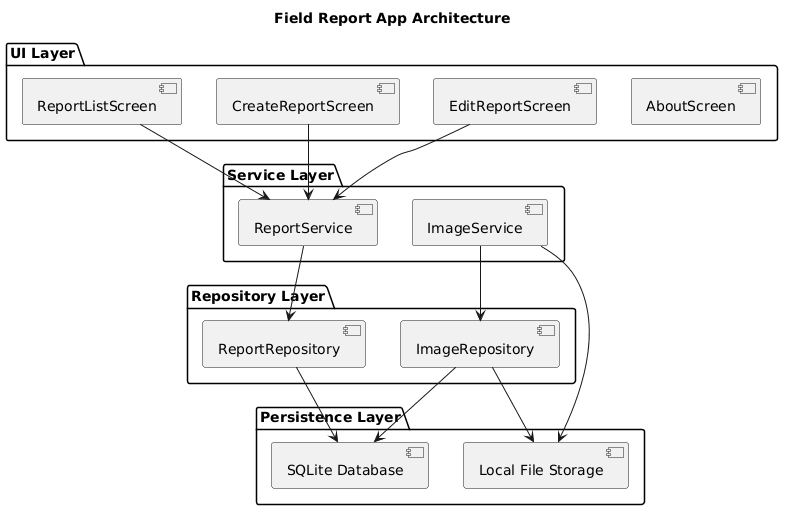 Field Report App Architecture
UI Layer
ReportListScreen
CreateReportScreen
EditReportScreen
AboutScreen
Service Layer
ReportService
ImageService
Repository Layer
ReportRepository
ImageRepository
Persistence Layer
SQLite Database
Local File Storage